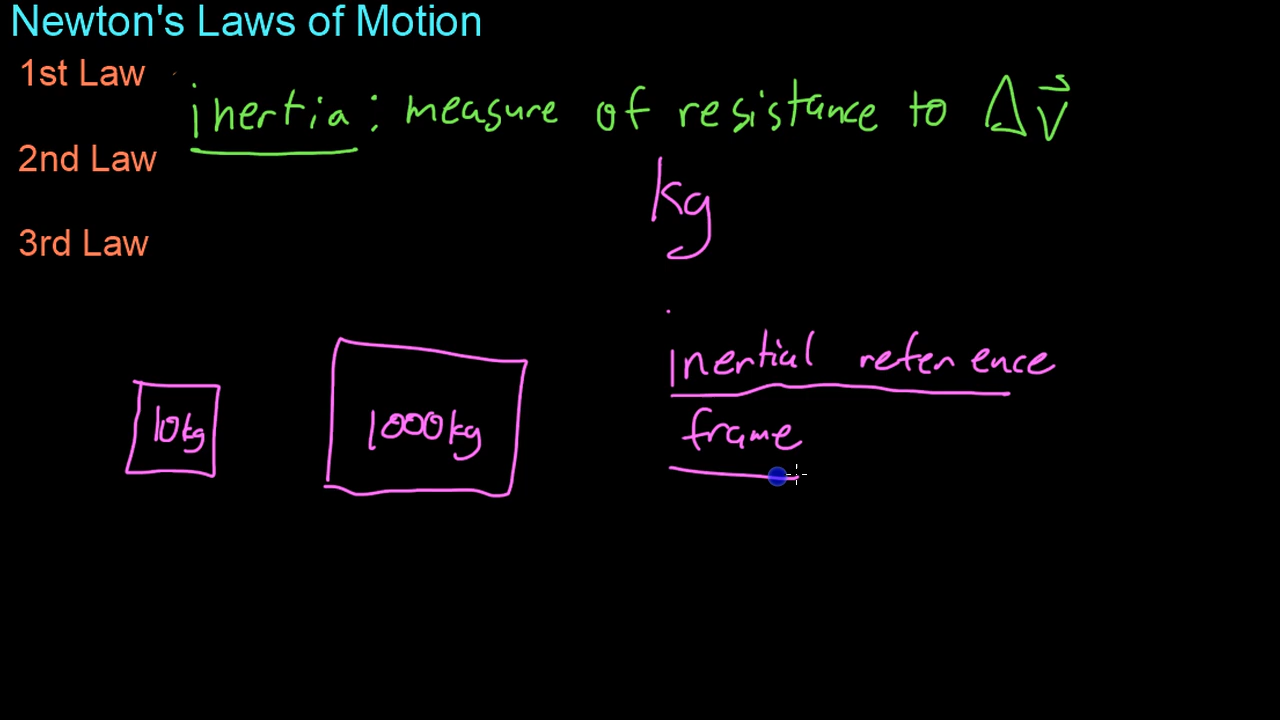 Newton's Laws of Motion
1st Law
inertia: measure of resistance to Δv⃗
2nd Law
kg
3rd Law
inertial reference
frame
10kg
1000kg